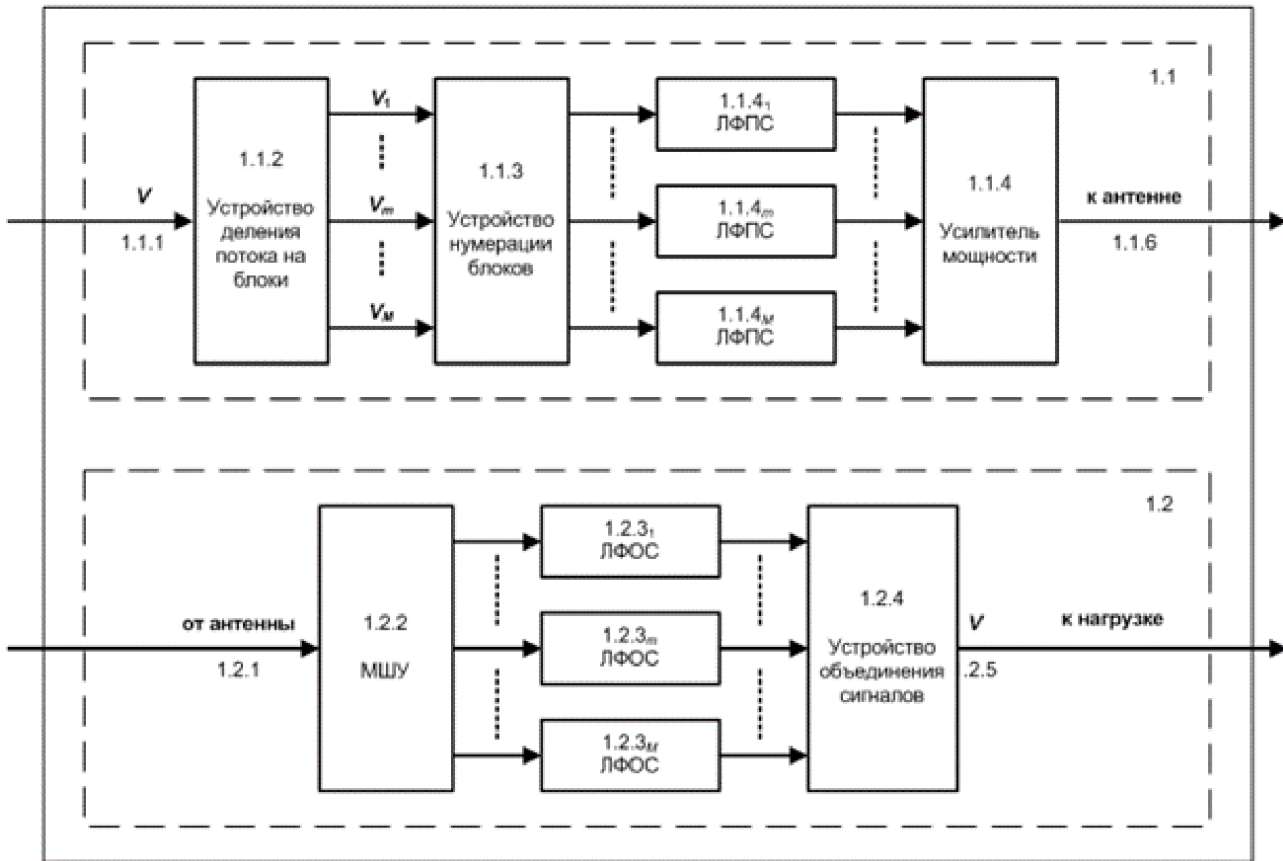 1.1
V
1.1.1
1.1.2
Устройство
деления
потока на
блоки
V1
Vm
VM
1.1.3
Устройство
нумерации
блоков
1.1.41
ЛФПС
1.1.4m
ЛФПС
1.1.4M
ЛФПС
1.1.4
Усилитель
мощности
к антенне
1.1.6
1.2
от антенны
1.2.1
1.2.2
МШУ
1.2.31
ЛФОС
1.2.3m
ЛФОС
1.2.3M
ЛФОС
1.2.4
Устройство
объединения
сигналов
V
.2.5
к нагрузке